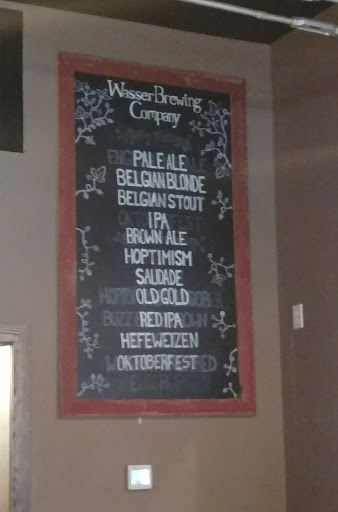 Wasser Brewing
Company
PALE ALE
BELGIAN BLONDE
BELGIAN STOUT
IPA
BROWN ALE
HOPTIMISM
SAUDADE
OLD GOLD
RED IPA
HEFEWEIZEN
OKTOBERFEST